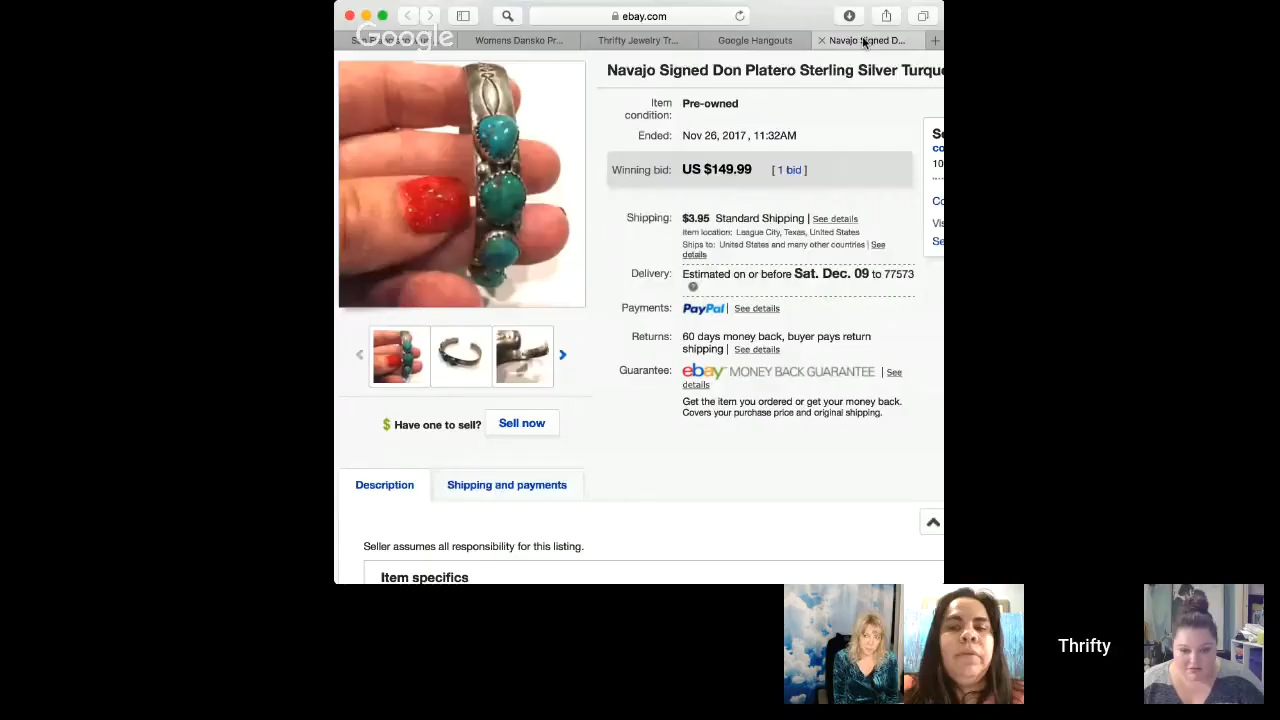 ebay.com
Google
Womens Dansko Pr...
Thrifty Jewelry Tr...
Google Hangouts
Navajo Signed D...
Navajo Signed Don Platero Sterling Silver Turque
Item condition:
Pre-owned
Ended:
Nov 26, 2017 , 11:32AM
Winning bid:
US $149.99
[ 1 bid ]
Shipping:
$3.95 Standard Shipping | See details
Item location: League City, Texas, United States
Ships to: United States and many other countries | See
details
Delivery:
Estimated on or before Sat. Dec. 09 to 77573
?
Payments:
PayPal | See details
Returns:
60 days money back, buyer pays return
shipping | See details
Guarantee:
ebay MONEY BACK GUARANTEE | See
details
Get the item you ordered or get your money back.
Covers your purchase price and original shipping.
$ Have one to sell?
Sell now
Description
Shipping and payments
Seller assumes all responsibility for this listing.
Item specifics
Thrifty